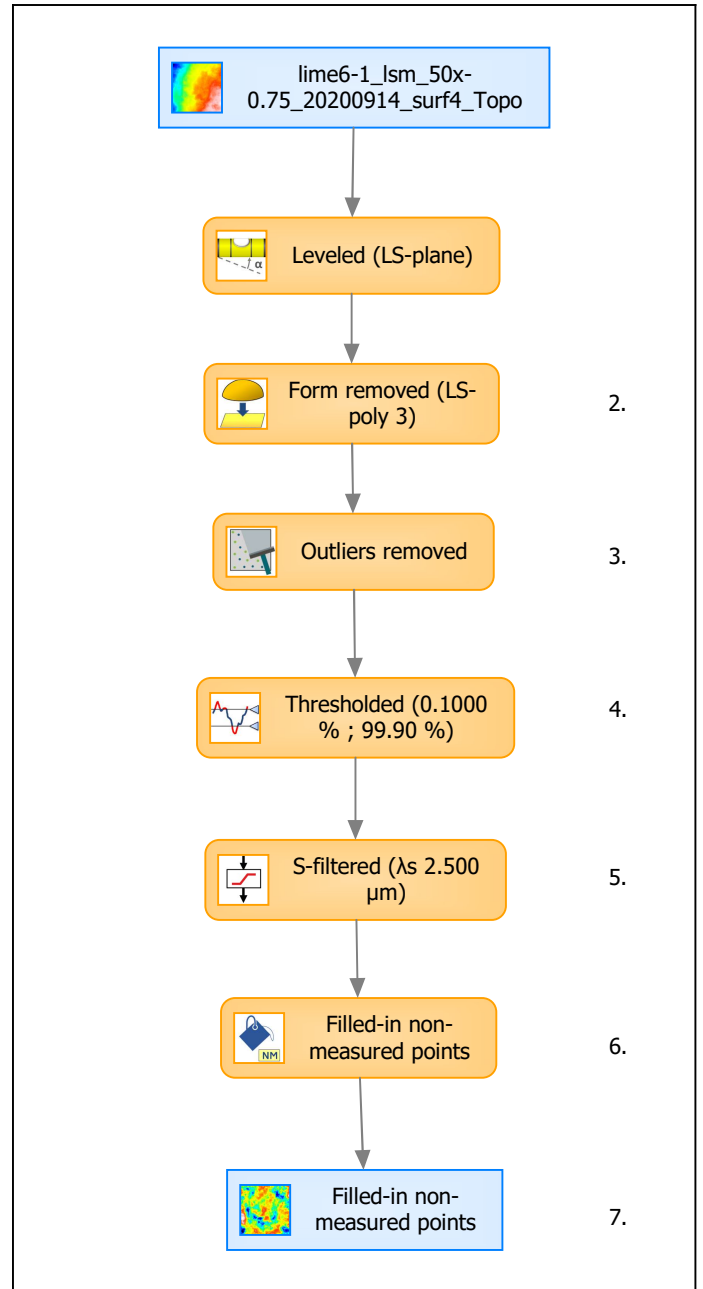 lime6-1_lsm_50x-
0.75_20200914_surf4_Topo
α
Leveled (LS-plane)
Form removed (LS-
poly 3)
2.
Outliers removed
3.
Thresholded (0.1000
% ; 99.90 %)
4.
S-filtered (λs 2.500
µm)
5.
NM
Filled-in non-
measured points
6.
Filled-in non-
measured points
7.